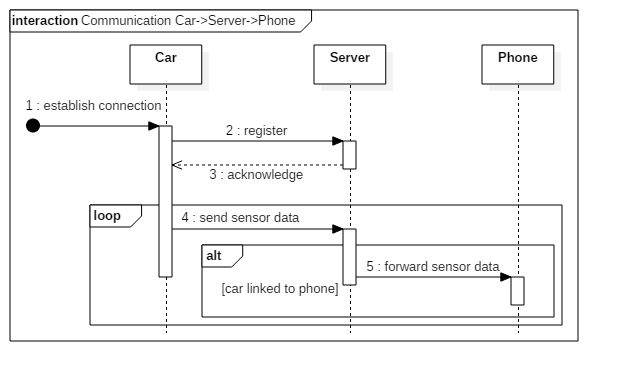 interaction Communication Car->Server->Phone
Car
Server
Phone
1 : establish connection
2 : register
3 : acknowledge
loop
4 : send sensor data
alt
5 : forward sensor data
[car linked to phone]